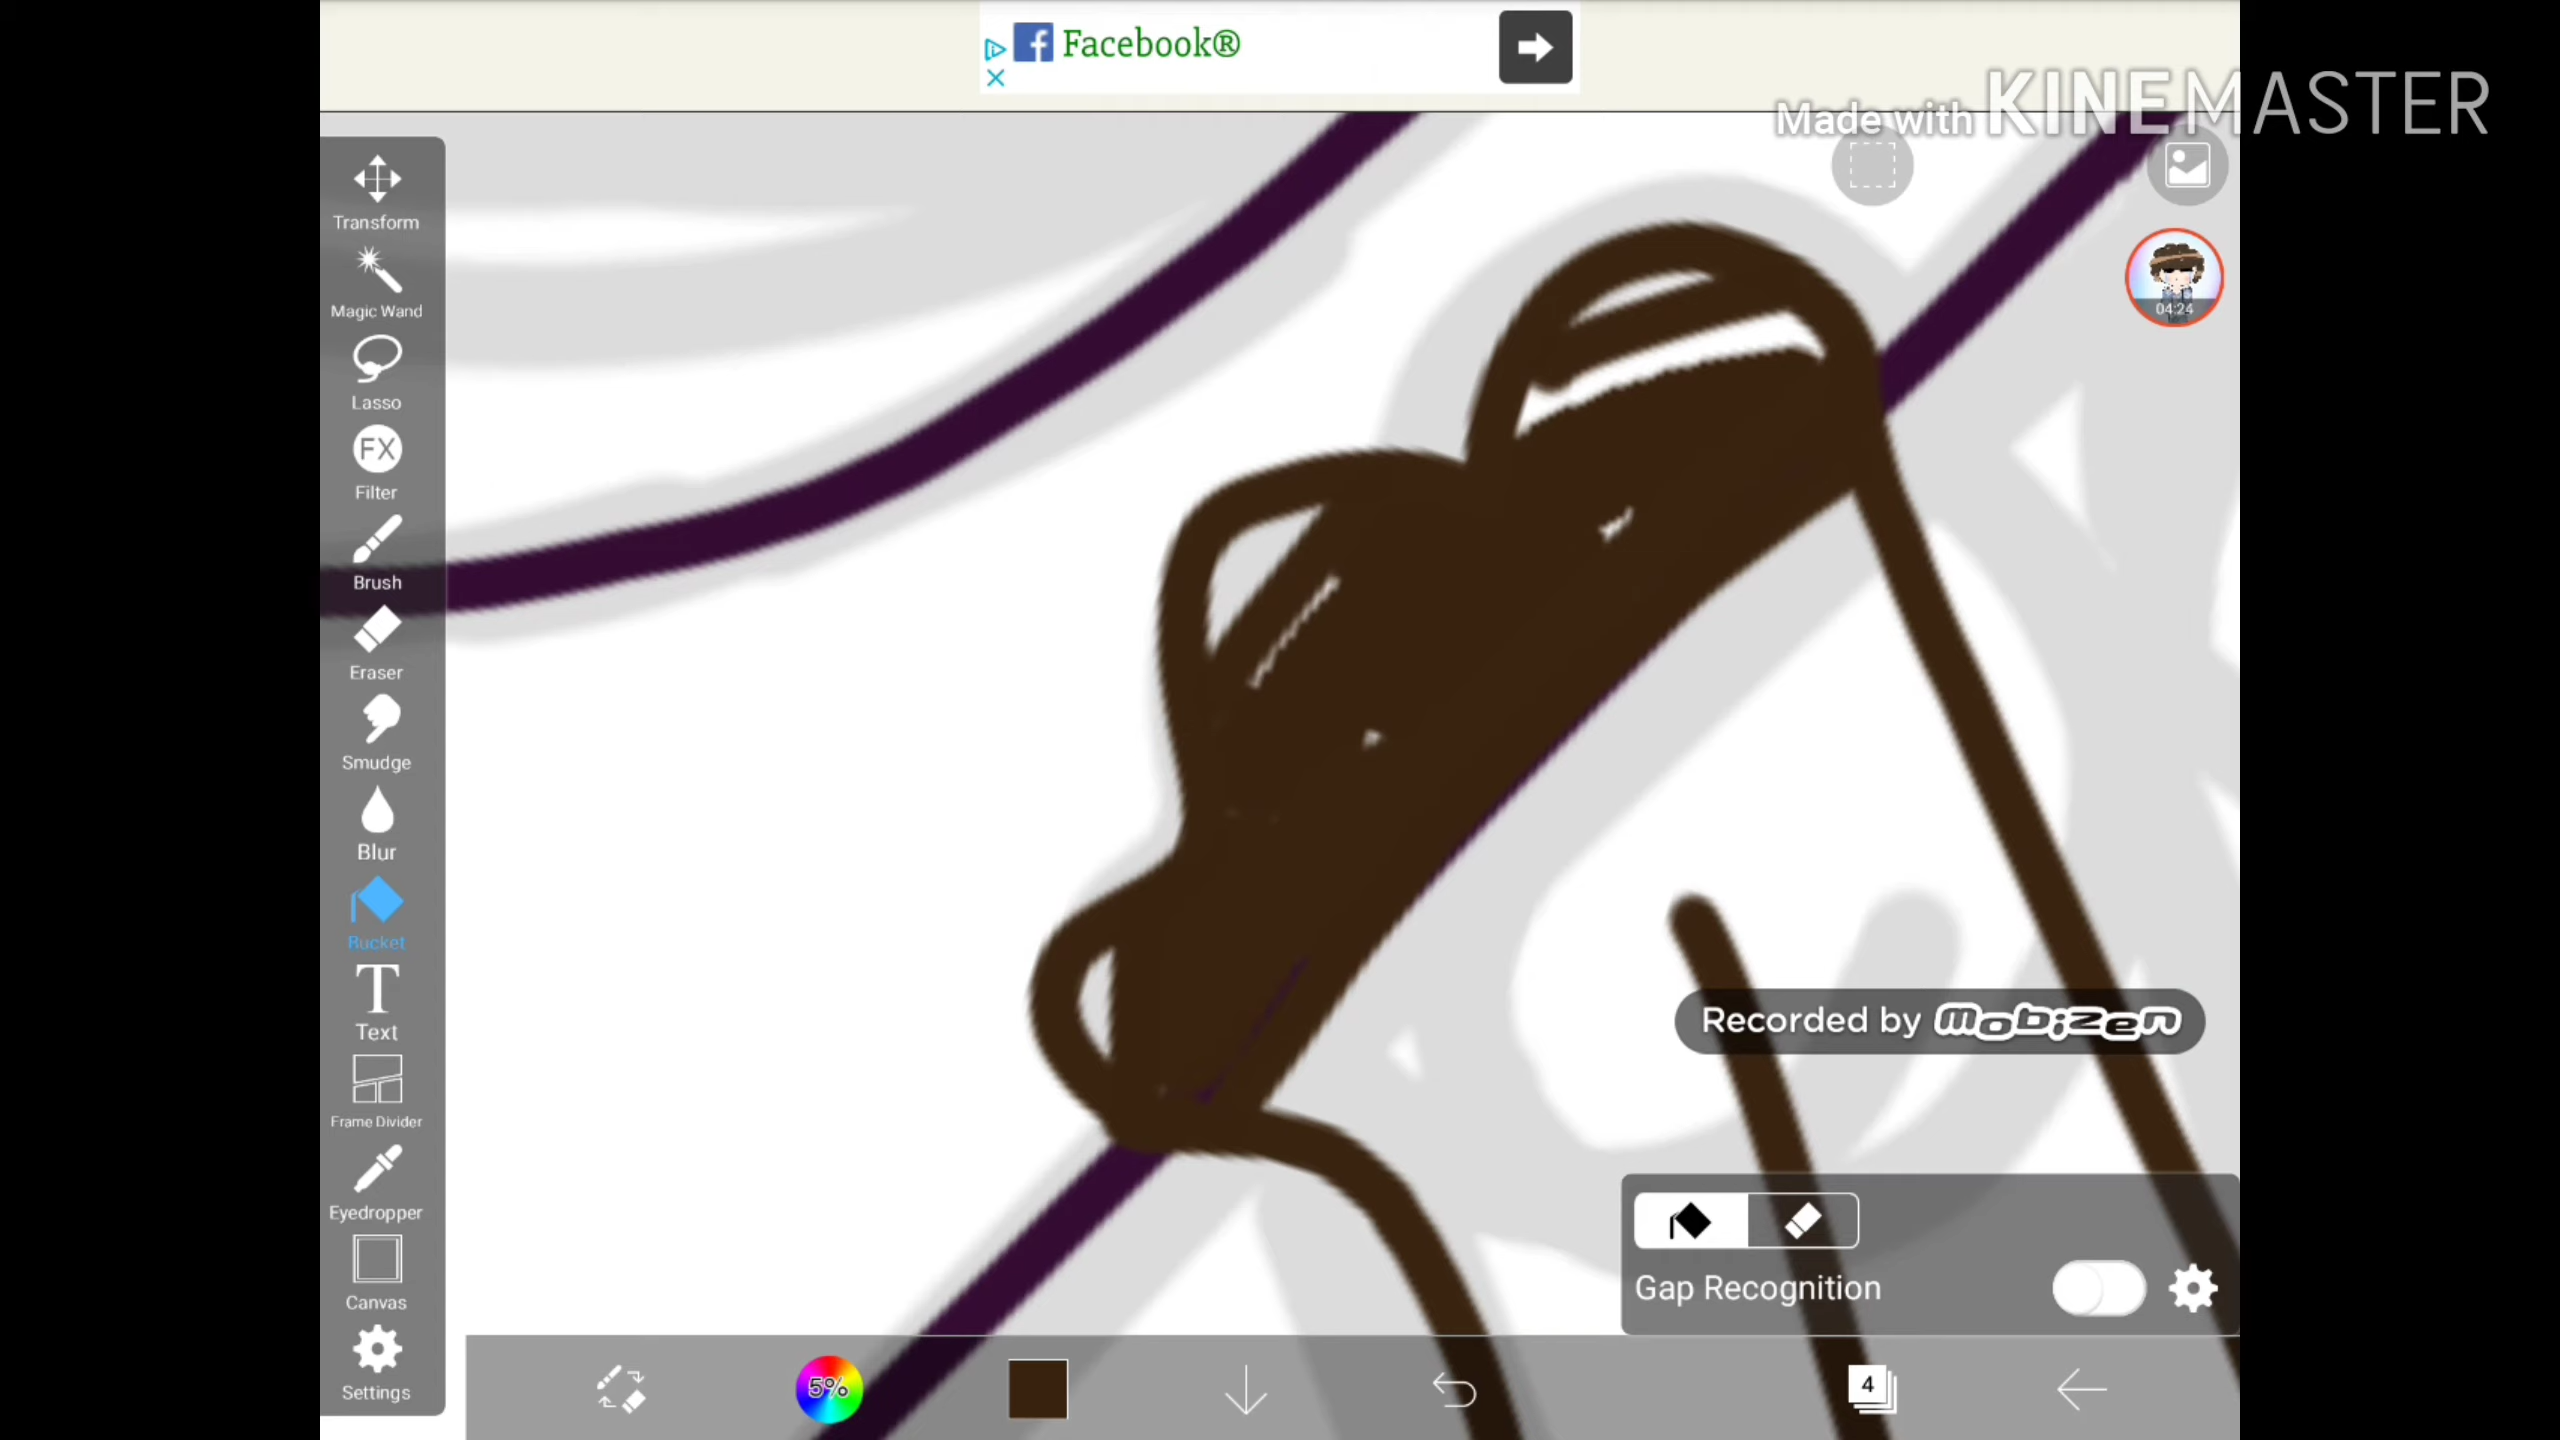 Facebook®
Made with KINEMASTER
Transform
Magic Wand
04:24
Lasso
FX
Filter
Brush
Eraser
Smudge
Blur
Bucket
Text
Recorded by mobizen
Frame Divider
Eyedropper
Gap Recognition
Canvas
Settings
5%
4